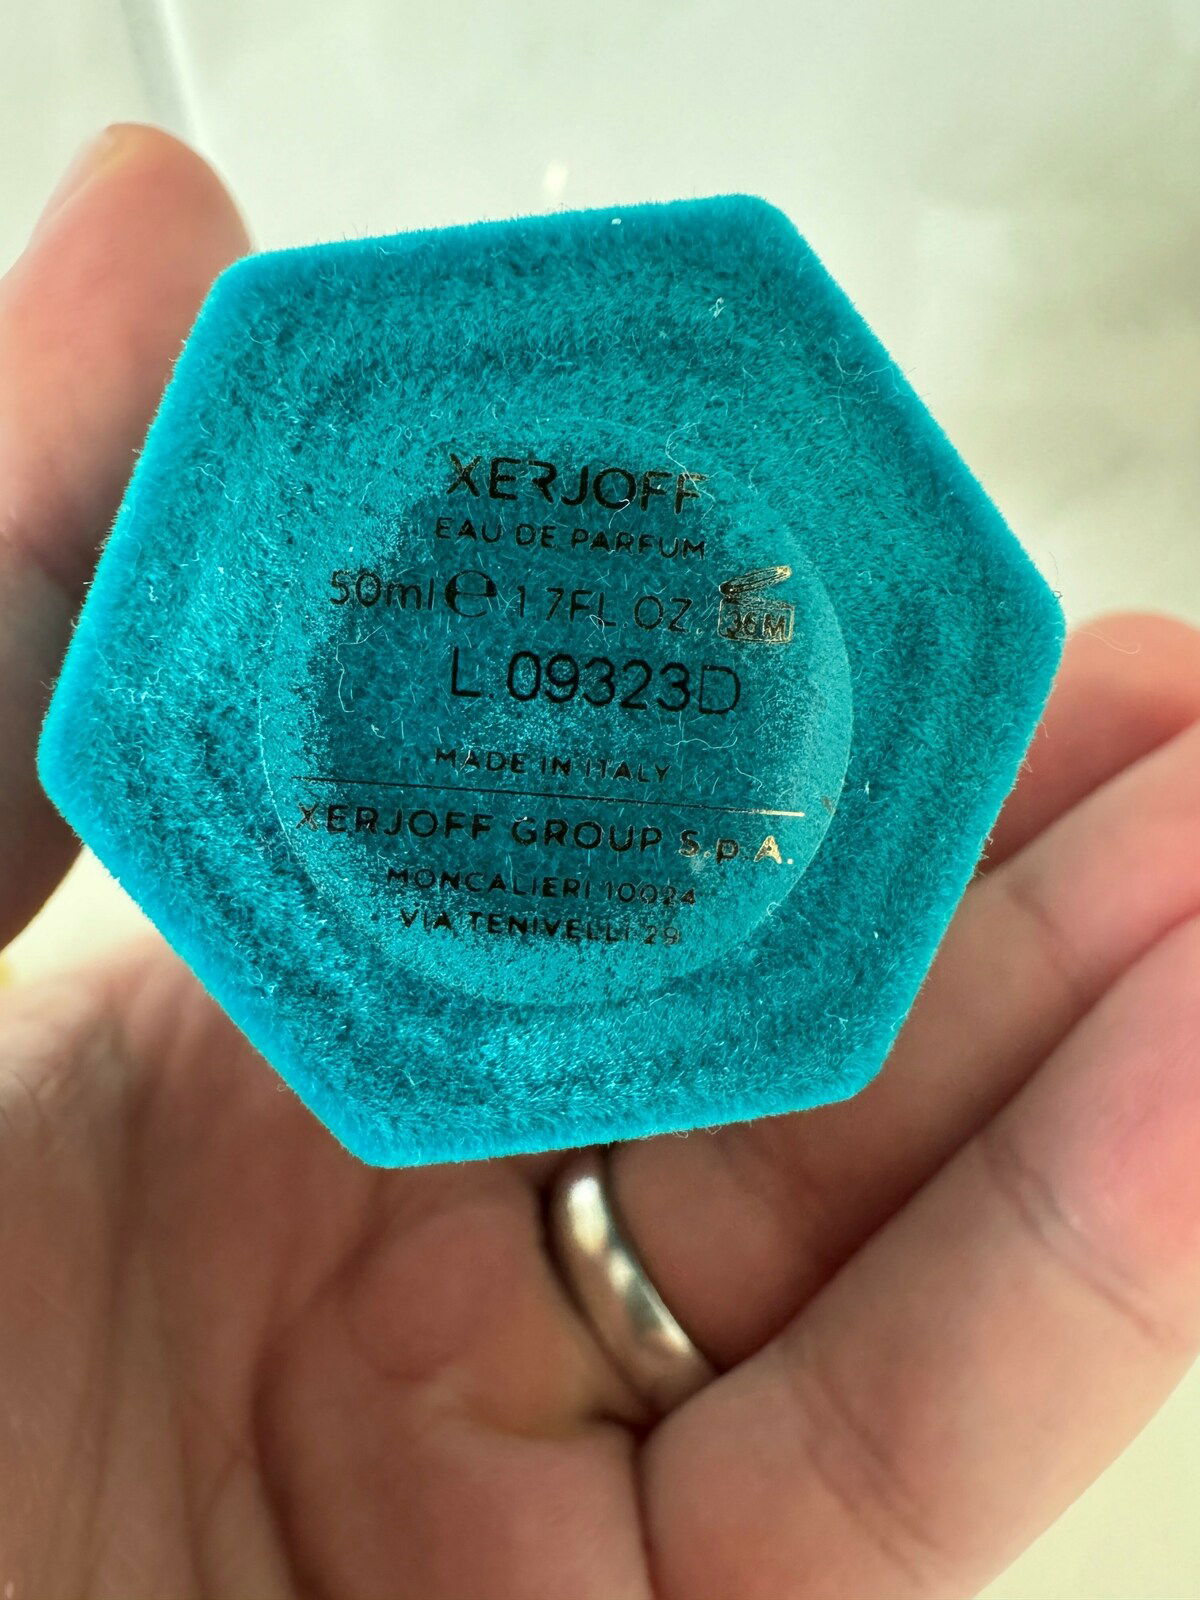 XERJOFF
EAU DE PARFUM
50ml ℮ 1.7FL.OZ. 36M
L.09323D
MADE IN ITALY
XERJOFF GROUP S.p.A.
MONCALIERI 10024
VIA TENIVELLI 29